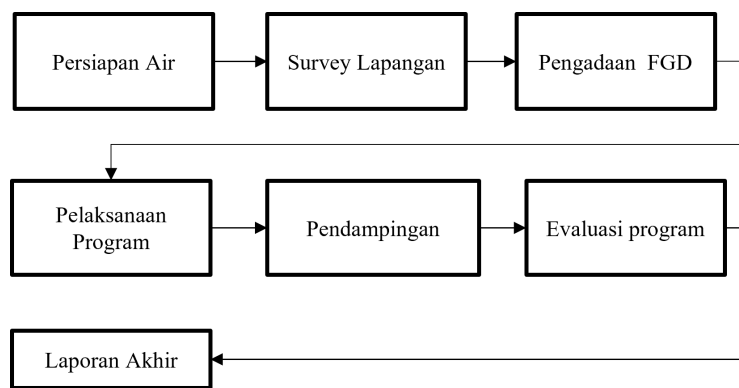 Persiapan Air
Survey Lapangan
Pengadaan  FGD
Pelaksanaan
Program
Pendampingan
Evaluasi program
Laporan Akhir